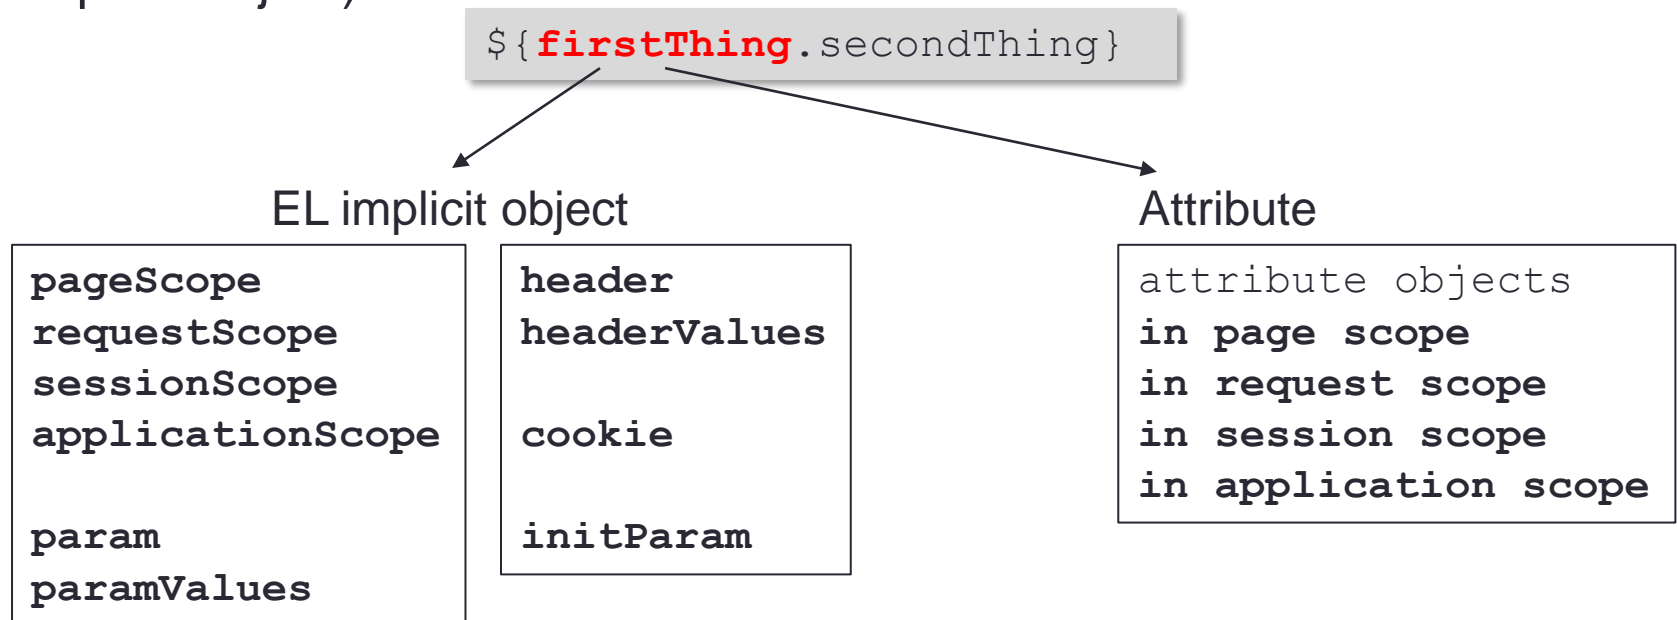 ${firstThing.secondThing}
EL implicit object
pageScope
requestScope
sessionScope
applicationScope
param
paramValues
header
headerValues
cookie
initParam
Attribute
attribute objects
in page scope
in request scope
in session scope
in application scope